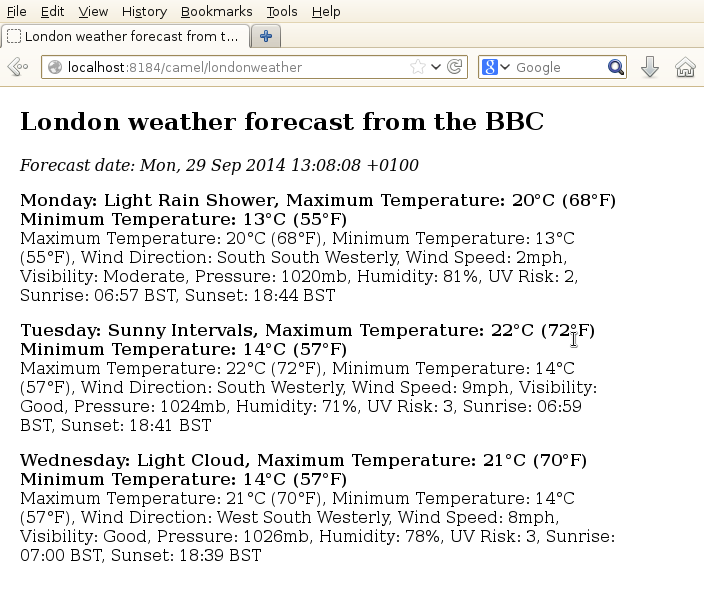 File Edit View History Bookmarks Tools Help
London weather forecast from t...
localhost:8184/camel/londonweather
Google
London weather forecast from the BBC
Forecast date: Mon, 29 Sep 2014 13:08:08 +0100
Monday: Light Rain Shower, Maximum Temperature: 20°C (68°F)
Minimum Temperature: 13°C (55°F)
Maximum Temperature: 20°C (68°F), Minimum Temperature: 13°C
(55°F), Wind Direction: South South Westerly, Wind Speed: 2mph,
Visibility: Moderate, Pressure: 1020mb, Humidity: 81%, UV Risk: 2,
Sunrise: 06:57 BST, Sunset: 18:44 BST
Tuesday: Sunny Intervals, Maximum Temperature: 22°C (72°F)
Minimum Temperature: 14°C (57°F)
Maximum Temperature: 22°C (72°F), Minimum Temperature: 14°C
(57°F), Wind Direction: South Westerly, Wind Speed: 9mph, Visibility:
Good, Pressure: 1024mb, Humidity: 71%, UV Risk: 3, Sunrise: 06:59
BST, Sunset: 18:41 BST
Wednesday: Light Cloud, Maximum Temperature: 21°C (70°F)
Minimum Temperature: 14°C (57°F)
Maximum Temperature: 21°C (70°F), Minimum Temperature: 14°C
(57°F), Wind Direction: West South Westerly, Wind Speed: 8mph,
Visibility: Good, Pressure: 1026mb, Humidity: 78%, UV Risk: 3, Sunrise:
07:00 BST, Sunset: 18:39 BST